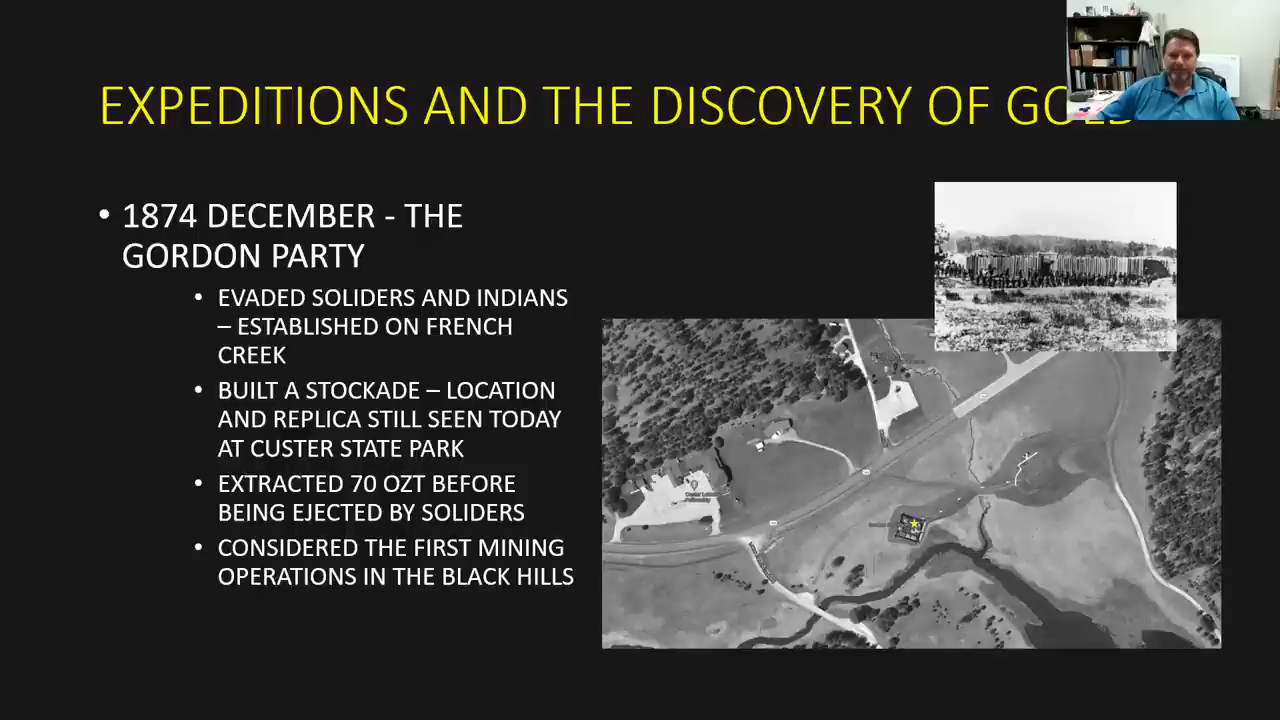 EXPEDITIONS AND THE DISCOVERY OF GOLD
• 1874 DECEMBER - THE
GORDON PARTY
• EVADED SOLIDERS AND INDIANS
– ESTABLISHED ON FRENCH
CREEK
• BUILT A STOCKADE – LOCATION
AND REPLICA STILL SEEN TODAY
AT CUSTER STATE PARK
• EXTRACTED 70 OZT BEFORE
BEING EJECTED BY SOLIDERS
• CONSIDERED THE FIRST MINING
OPERATIONS IN THE BLACK HILLS